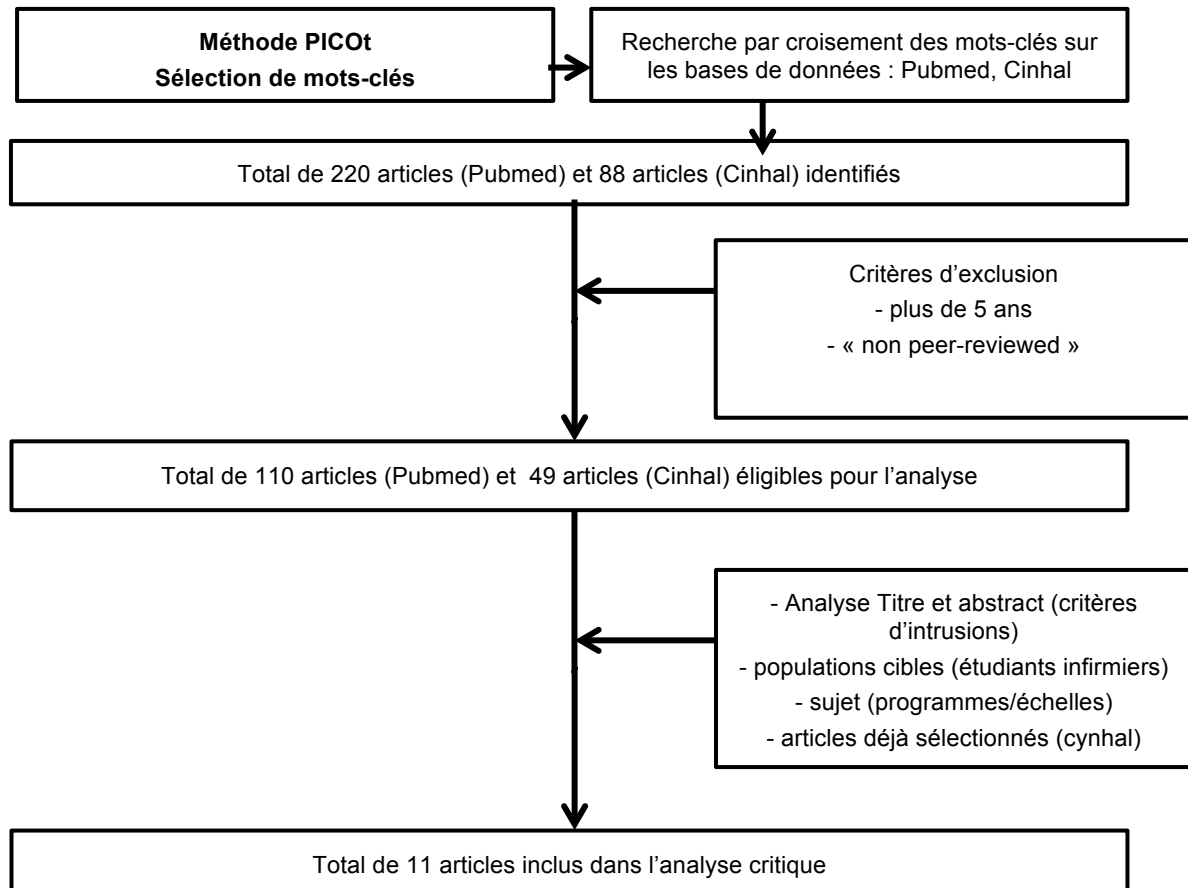 Méthode PICOt
Sélection de mots-clés
Recherche par croisement des mots-clés sur
les bases de données : Pubmed, Cinhal
Total de 220 articles (Pubmed) et 88 articles (Cinhal) identifiés
Critères d’exclusion
- plus de 5 ans
- « non peer-reviewed »
Total de 110 articles (Pubmed) et 49 articles (Cinhal) éligibles pour l’analyse
- Analyse Titre et abstract (critères
d’intrusions)
- populations cibles (étudiants infirmiers)
- sujet (programmes/échelles)
- articles déjà sélectionnés (cynhal)
Total de 11 articles inclus dans l’analyse critique